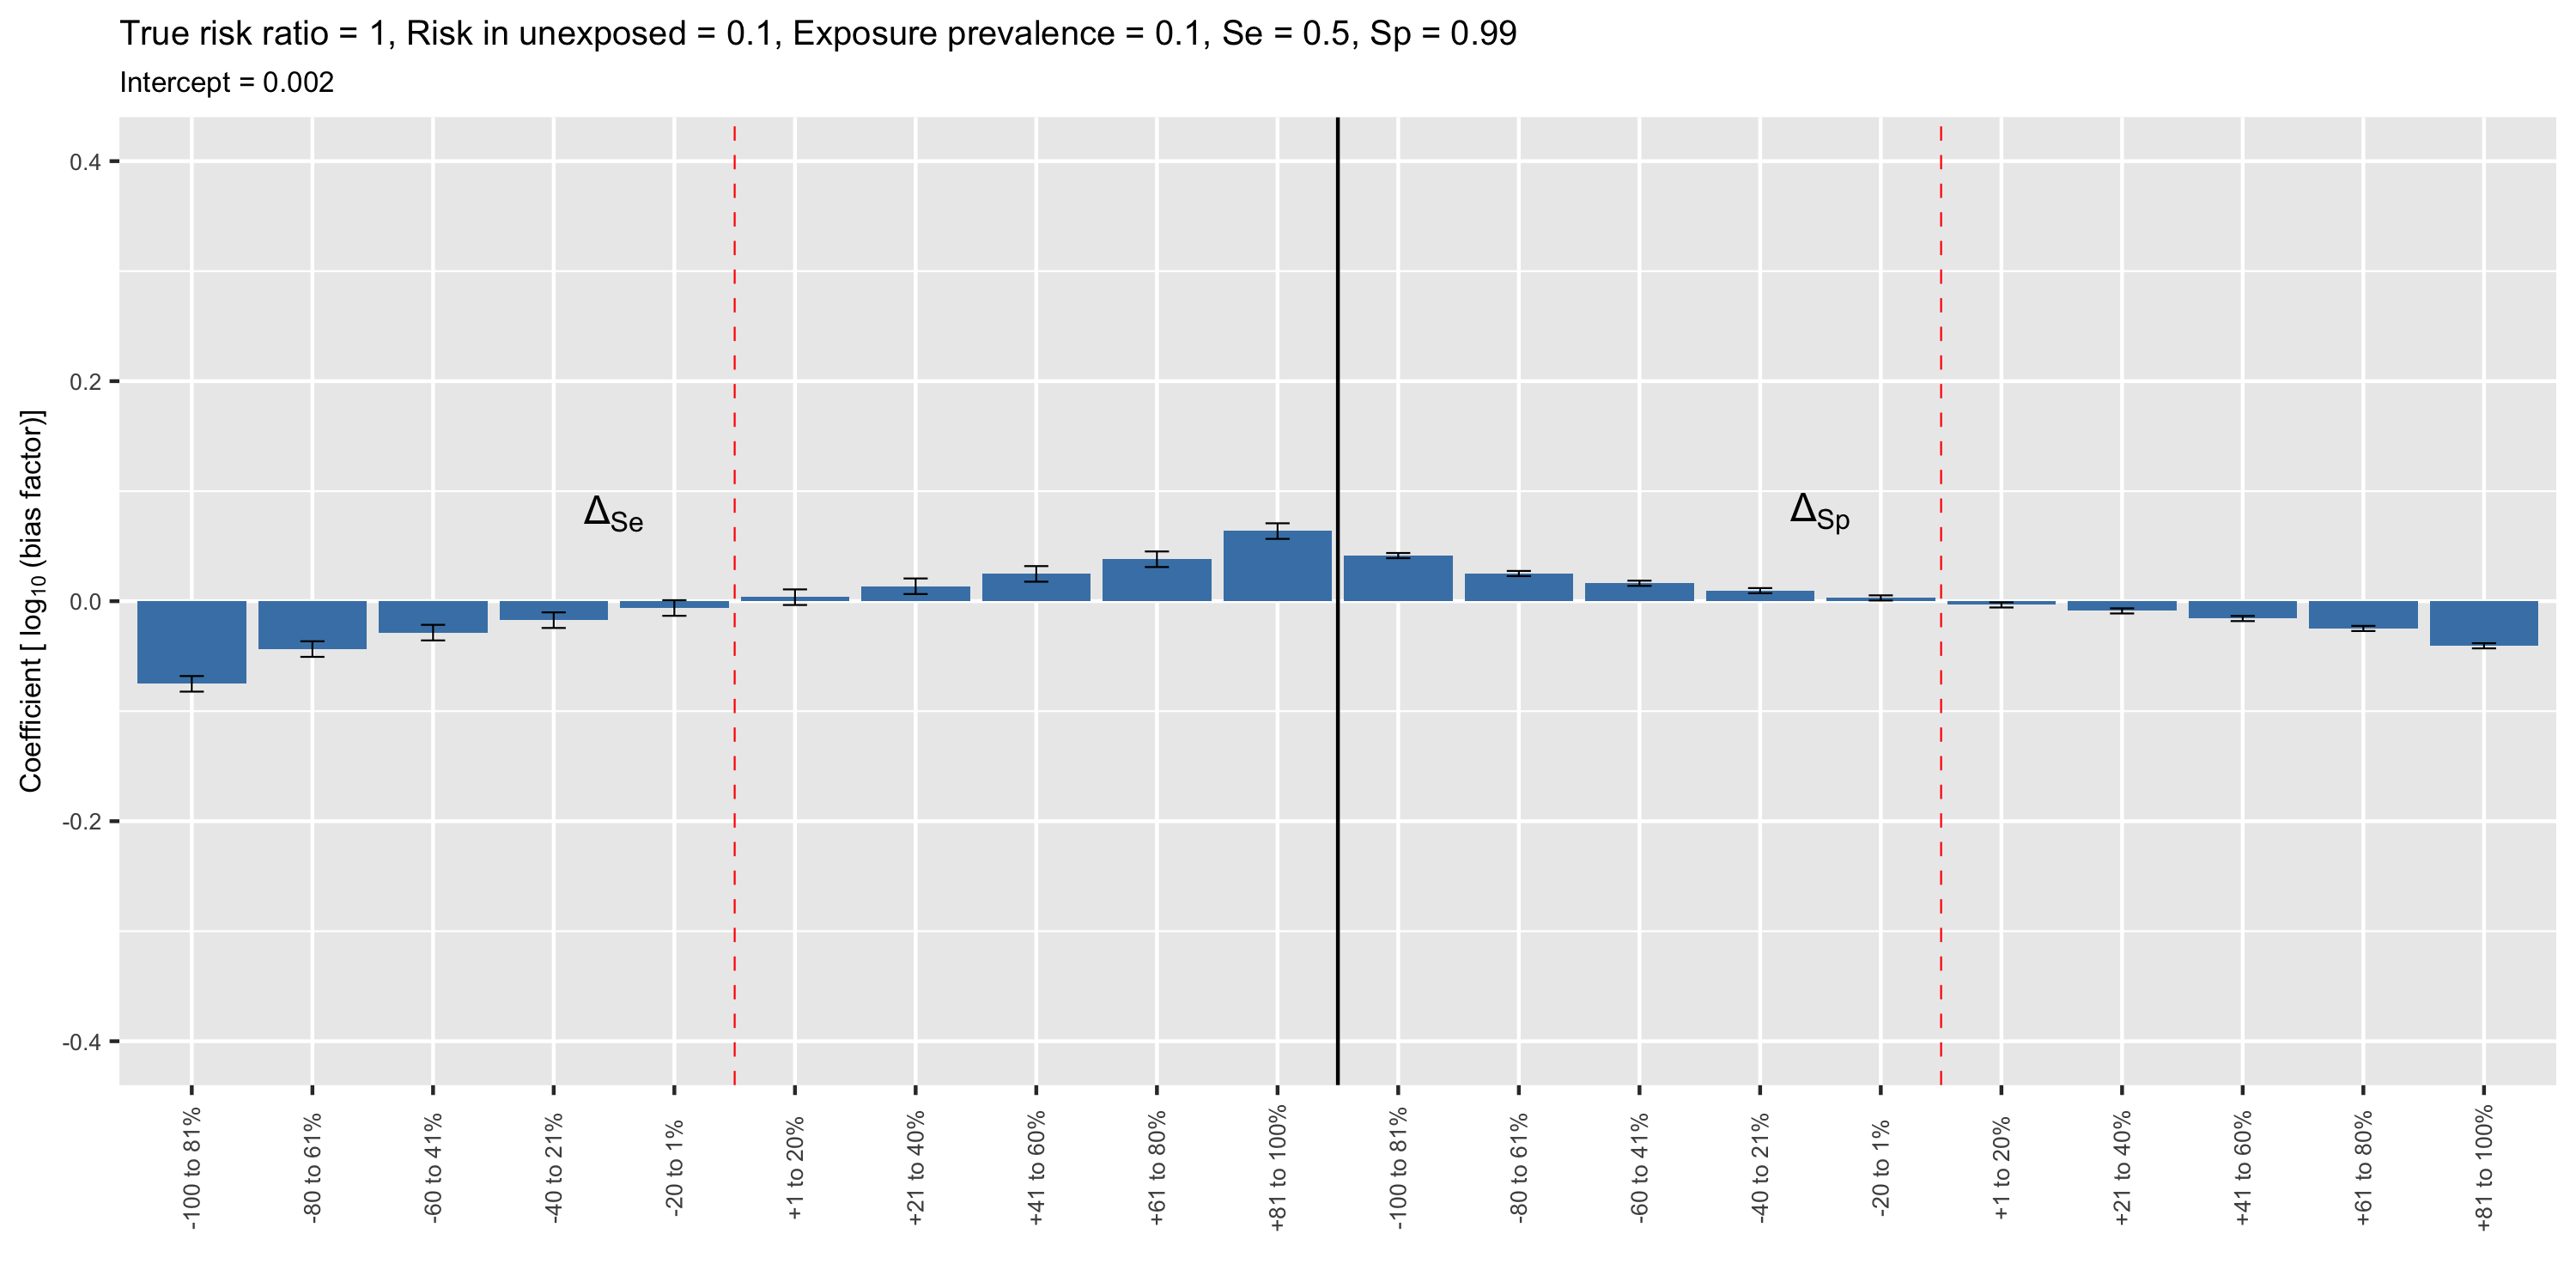 True risk ratio = 1, Risk in unexposed = 0.1, Exposure prevalence = 0.1, Se = 0.5, Sp = 0.99
Intercept = 0.002
Coefficient [ log10 (bias factor)]
0.4
0.2
0.0
-0.2
-0.4
ΔSe
ΔSp
-100 to 81%
-80 to 61%
-60 to 41%
-40 to 21%
-20 to 1%
+1 to 20%
+21 to 40%
+41 to 60%
+61 to 80%
+81 to 100%
-100 to 81%
-80 to 61%
-60 to 41%
-40 to 21%
-20 to 1%
+1 to 20%
+21 to 40%
+41 to 60%
+61 to 80%
+81 to 100%